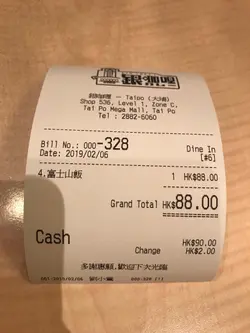 Taipo (大埔)
Shop 536, Level 1, Zone C,
Tai Po Mega Mall, Tai Po
Tel : 2882-6060
Bill No.: 000-328
Date: 2019/02/06
Dine In
[#6]
4.富士山飯 1 HK$88.00
Grand Total HK$88.00
Cash HK$90.00
Change HK$2.00
多謝惠顧,歡迎下次光臨